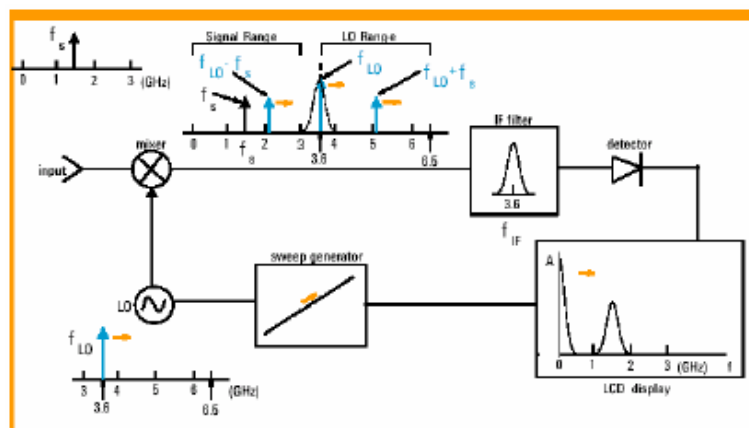 f s
0 1 2 3 (GHz)
Signal Range LO Range
f LO - f s
f LO
f LO + f s
f s
0 1 2 3 4 5 6
f s 3.6 6.5
mixer
input
IF filter
3.6
f IF
detector
LO
sweep generator
A
0 1 2 3 (GHz) f
LCD display
f LO
3 4 5 6 (GHz)
3.6 6.5